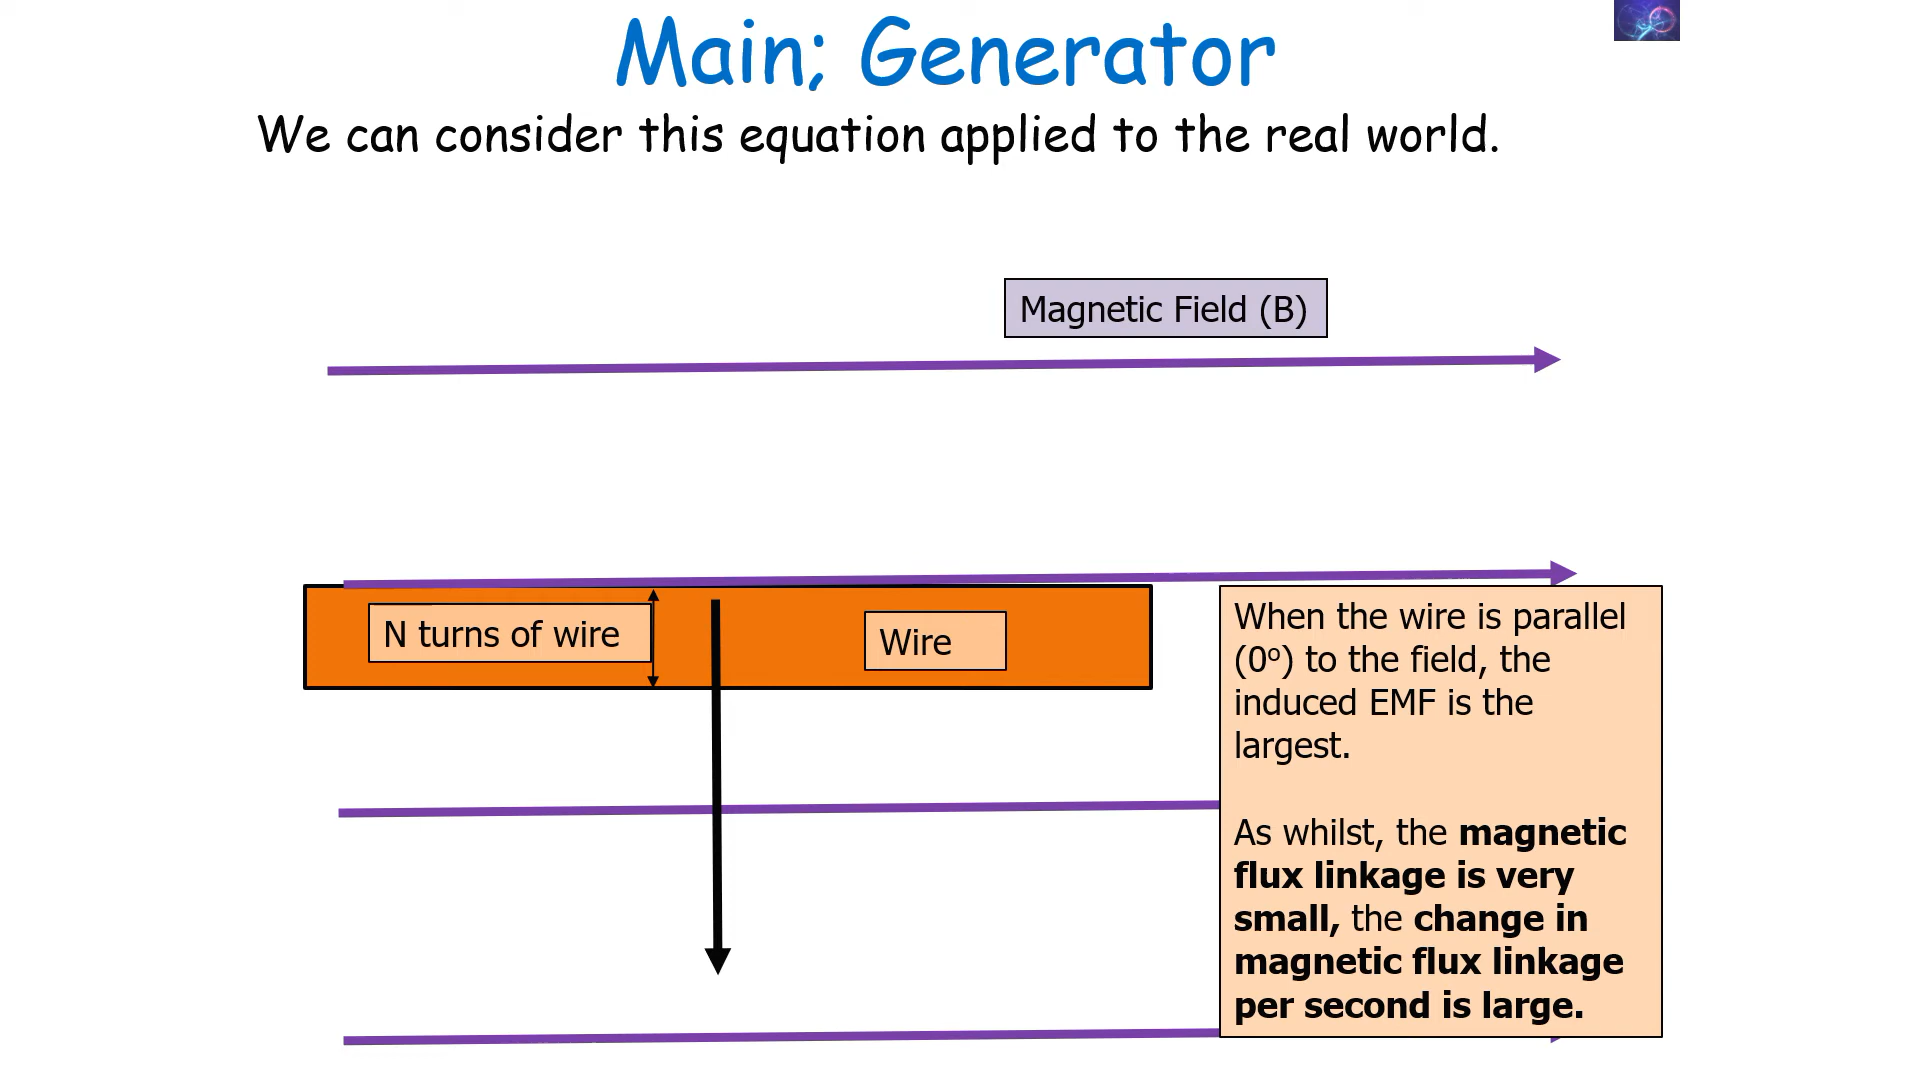 Main; Generator
We can consider this equation applied to the real world.
Magnetic Field (B)
N turns of wire
Wire
When the wire is parallel
(0º) to the field, the
induced EMF is the
largest.
As whilst, the magnetic
flux linkage is very
small, the change in
magnetic flux linkage
per second is large.